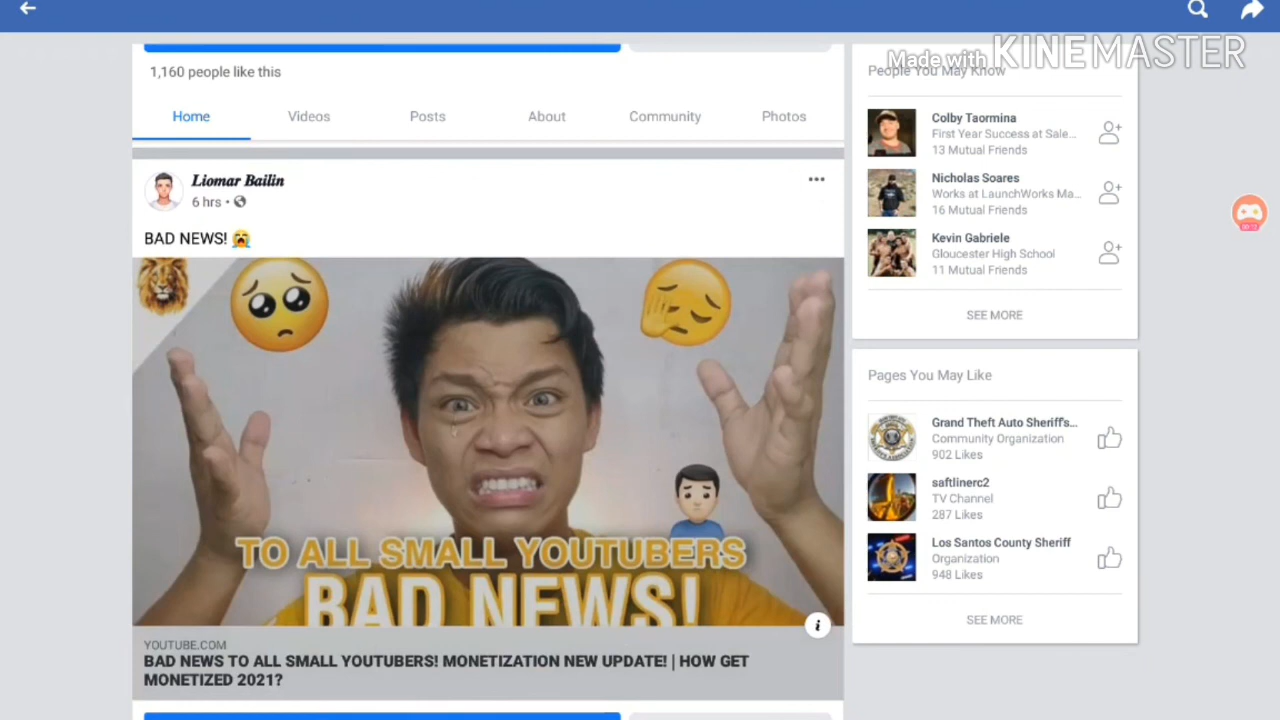 Made with KINEMASTER
1,160 people like this
Home Videos Posts About Community Photos
Liomar Bailin
6 hrs
BAD NEWS! 😭
TO ALL SMALL YOUTUBERS
BAD NEWS!
YOUTUBE.COM
BAD NEWS TO ALL SMALL YOUTUBERS! MONETIZATION NEW UPDATE! | HOW GET
MONETIZED 2021?
People You May Know
Colby Taormina
First Year Success at Sale...
13 Mutual Friends
Nicholas Soares
Works at LaunchWorks Ma...
16 Mutual Friends
Kevin Gabriele
Gloucester High School
11 Mutual Friends
SEE MORE
Pages You May Like
Grand Theft Auto Sheriff's...
Community Organization
902 Likes
saftlinerc2
TV Channel
287 Likes
Los Santos County Sheriff
Organization
948 Likes
SEE MORE